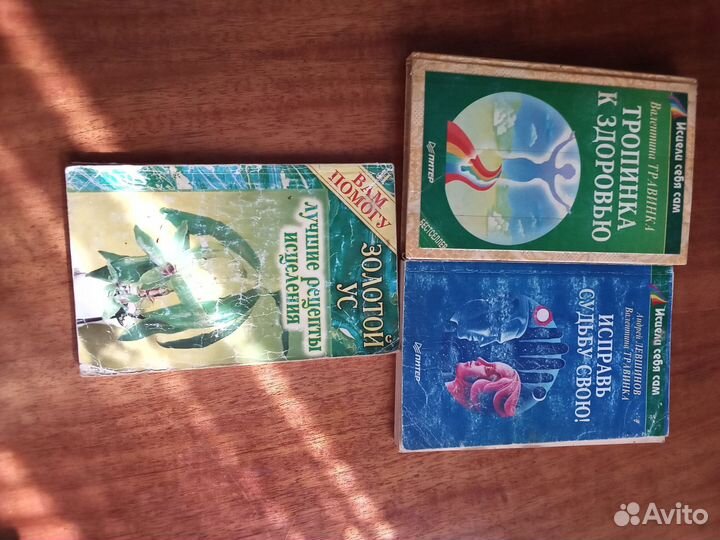 ВАМ
ПОМОГУ
ЗОЛОТОЙ
УС
лучшие рецепты
исцеления
Исцели себя сам
Валентина ТРАВИНКА
ТРОПИНКА
К ЗДОРОВЬЮ
ПИТЕР
БЕСТСЕЛЛЕР
Исцели себя сам
Андрей ЛЕВШИНОВ
Валентина ТРАВИНКА
ИСПРАВЬ
СУДЬБУ СВОЮ!
ПИТЕР
Avito